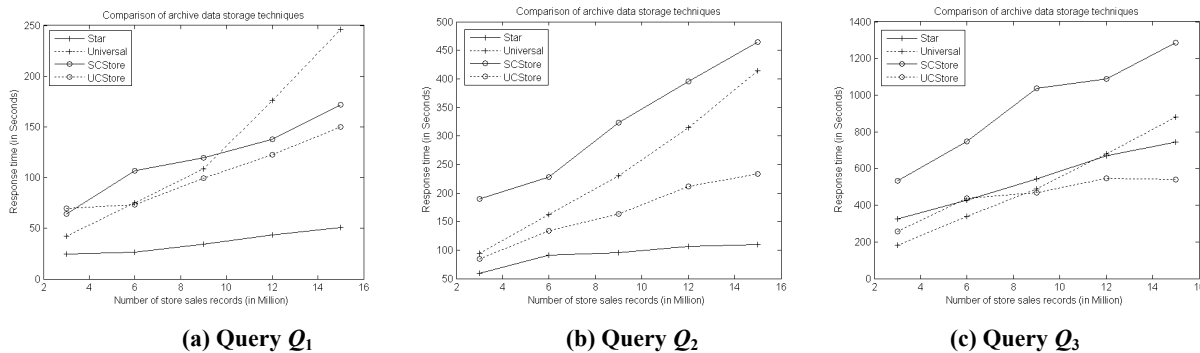 Comparison of archive data storage techniques
250
200
150
100
50
0
2 4 6 8 10 12 14 16
Response time (in Seconds)
Number of store sales records (in Million)
Star
Universal
SCStore
UCStore
(a) Query Q1
Comparison of archive data storage techniques
500
450
400
350
300
250
200
150
100
50
2 4 6 8 10 12 14 16
Response time (in Seconds)
Number of store sales records (in Million)
Star
Universal
SCStore
UCStore
(b) Query Q2
Comparison of archive data storage techniques
1400
1200
1000
800
600
400
200
0
2 4 6 8 10 12 14 16
Response time (in Seconds)
Number of store sales records (in Million)
Star
Universal
SCStore
UCStore
(c) Query Q3